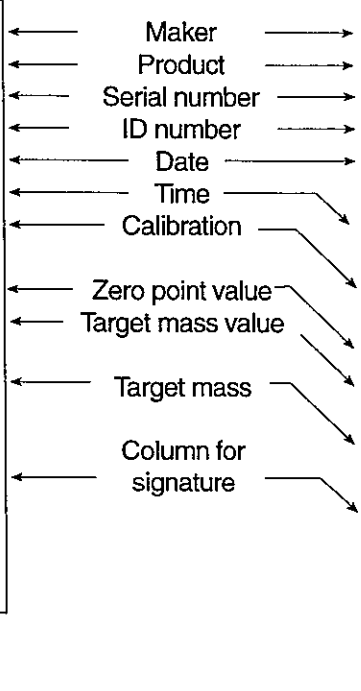 Maker
Product
Serial number
ID number
Date
Time
Calibration
Zero point value
Target mass value
Target mass
Column for
signature